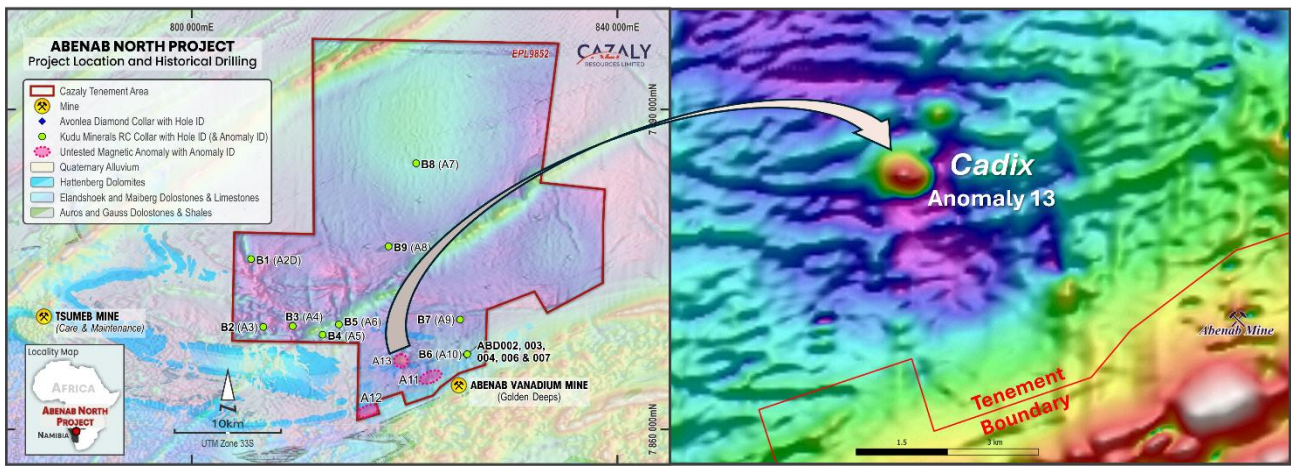 800 000mE
840 000mE
ABENAB NORTH PROJECT
Project Location and Historical Drilling
EPL9852
CAZALY
RESOURCES LIMITED
Cazaly Tenement Area
Mine
Avonlea Diamond Collar with Hole ID
Kudu Minerals RC Collar with Hole ID (& Anomaly ID)
Untested Magnetic Anomaly with Anomaly ID
Quaternary Alluvium
Hattenberg Dolomites
Elandshoek and Maiberg Dolostones & Limestones
Auros and Gauss Dolostones & Shales
7 890 000mN
B8 (A7)
B9 (A8)
B1 (A2D)
B2 (A3)
B3 (A4)
B5 (A6)
B4 (A5)
B7 (A9)
TSUMEB MINE
(Care & Maintenance)
ABD002, 003,
004, 006 & 007
B6 (A10)
A13
A11
A12
ABENAB VANADIUM MINE
(Golden Deeps)
Locality Map
AFRICA
ABENAB NORTH
PROJECT
NAMIBIA
10km
UTM Zone 33S
7 860 000mN
Cadix
Anomaly 13
Abenab Mine
Tenement
Boundary
1.5
3 km